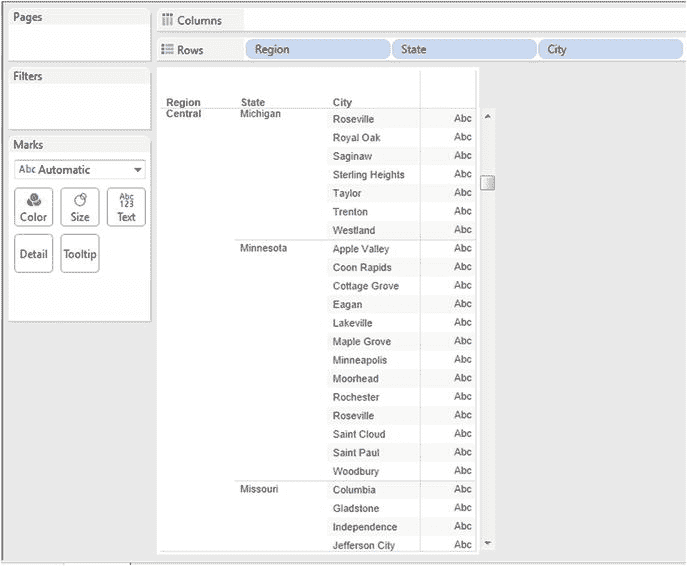 Pages
Columns
Rows Region State City
Filters
Marks
Abc Automatic
Color Size Abc 123 Text
Detail Tooltip
Region State City
Central Michigan Roseville Abc
Royal Oak Abc
Saginaw Abc
Sterling Heights Abc
Taylor Abc
Trenton Abc
Westland Abc
Minnesota Apple Valley Abc
Coon Rapids Abc
Cottage Grove Abc
Eagan Abc
Lakeville Abc
Maple Grove Abc
Minneapolis Abc
Moorhead Abc
Rochester Abc
Roseville Abc
Saint Cloud Abc
Saint Paul Abc
Woodbury Abc
Missouri Columbia Abc
Gladstone Abc
Independence Abc
Jefferson City Abc